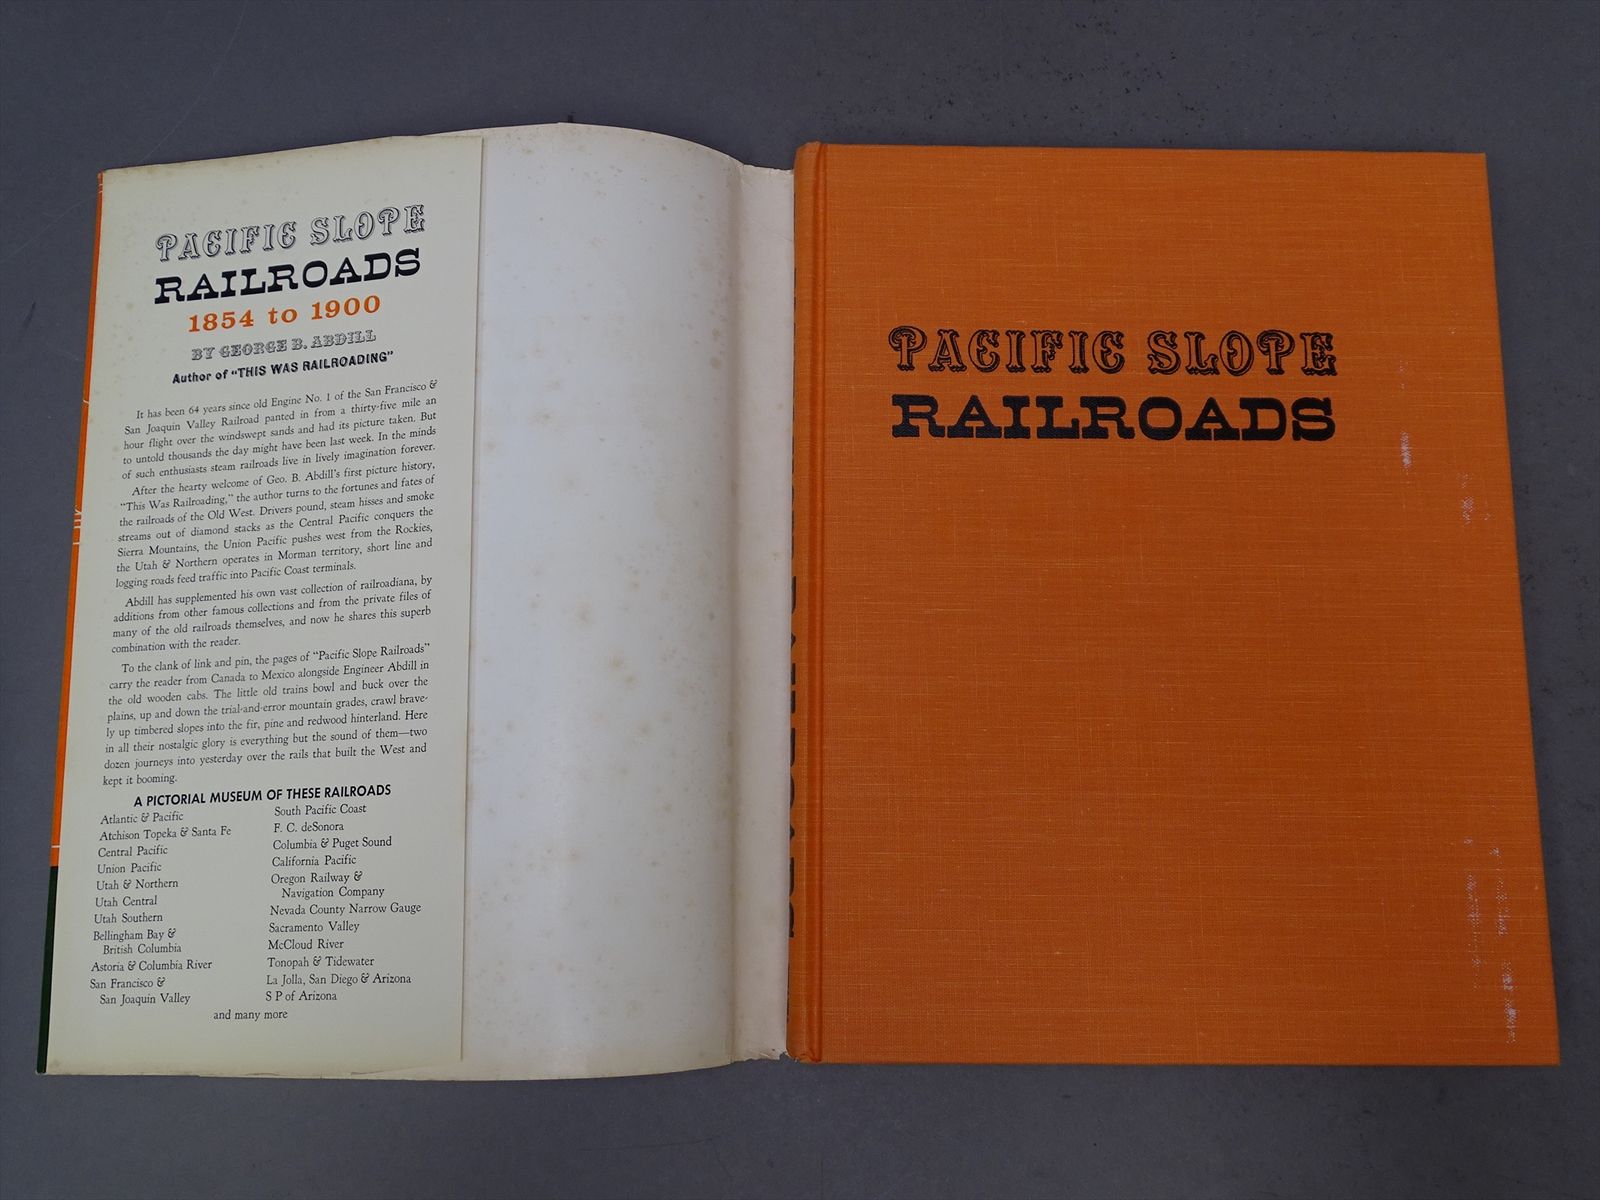 PACIFIC SLOPE
RAILROADS
1854 to 1900
BY GEORGE B. ABDILL
Author of "THIS WAS RAILROADING"
It has been 64 years since old Engine No. 1 of the San Francisco &
San Joaquin Valley Railroad panted in from a thirty-five mile an
hour flight over the windswept sands and had its picture taken. But
to untold thousands the day might have been last week. In the minds
of such enthusiasts steam railroads live in lively imagination forever.
After the hearty welcome of Geo. B. Abdill's first picture history,
"This Was Railroading," the author turns to the fortunes and fates of
the railroads of the Old West. Drivers pound, steam hisses and smoke
streams out of diamond stacks as the Central Pacific conquers the
Sierra Mountains, the Union Pacific pushes west from the Rockies,
the Utah & Northern operates in Morman territory, short line and
logging roads feed traffic into Pacific Coast terminals.
Abdill has supplemented his own vast collection of railroadiana, by
additions from other famous collections and from the private files of
many of the old railroads themselves, and now he shares this superb
combination with the reader.
To the clank of link and pin, the pages of "Pacific Slope Railroads"
carry the reader from Canada to Mexico alongside Engineer Abdill in
the old wooden cabs. The little old trains bowl and buck over the
plains, up and down the trial-and-error mountain grades, crawl brave-
ly up timbered slopes into the fir, pine and redwood hinterland. Here
in all their nostalgic glory is everything but the sound of them—two
dozen journeys into yesterday over the rails that built the West and
kept it booming.
A PICTORIAL MUSEUM OF THESE RAILROADS
Atlantic & Pacific
Atchison Topeka & Santa Fe
Central Pacific
Union Pacific
Utah & Northern
Utah Central
Utah Southern
Bellingham Bay &
British Columbia
Astoria & Columbia River
San Francisco &
San Joaquin Valley
South Pacific Coast
F. C. deSonora
Columbia & Puget Sound
California Pacific
Oregon Railway &
Navigation Company
Nevada County Narrow Gauge
Sacramento Valley
McCloud River
Tonopah & Tidewater
La Jolla, San Diego & Arizona
S P of Arizona
and many more
PACIFIC SLOPE
RAILROADS